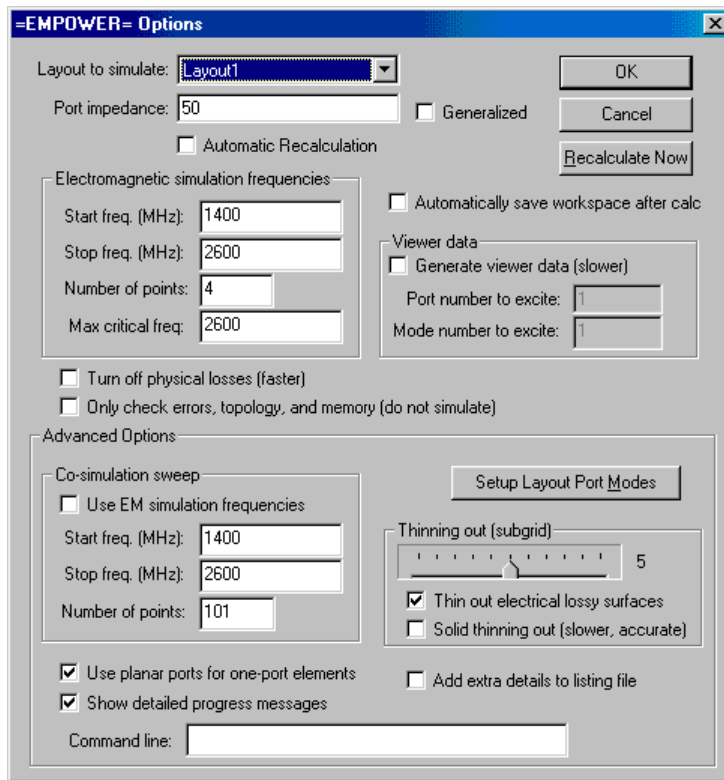 =EMPOWER= Options
Layout to simulate: Layout1
OK
Port impedance: 50
Generalized
Cancel
Automatic Recalculation
Recalculate Now
Electromagnetic simulation frequencies
Start freq. (MHz): 1400
Stop freq. (MHz): 2600
Number of points: 4
Max critical freq: 2600
Automatically save workspace after calc
Viewer data
Generate viewer data (slower)
Port number to excite: 1
Mode number to excite: 1
Turn off physical losses (faster)
Only check errors, topology, and memory (do not simulate)
Advanced Options
Co-simulation sweep
Use EM simulation frequencies
Start freq. (MHz): 1400
Stop freq. (MHz): 2600
Number of points: 101
Setup Layout Port Modes
Thinning out (subgrid)
5
Thin out electrical lossy surfaces
Solid thinning out (slower, accurate)
Use planar ports for one-port elements
Show detailed progress messages
Add extra details to listing file
Command line: